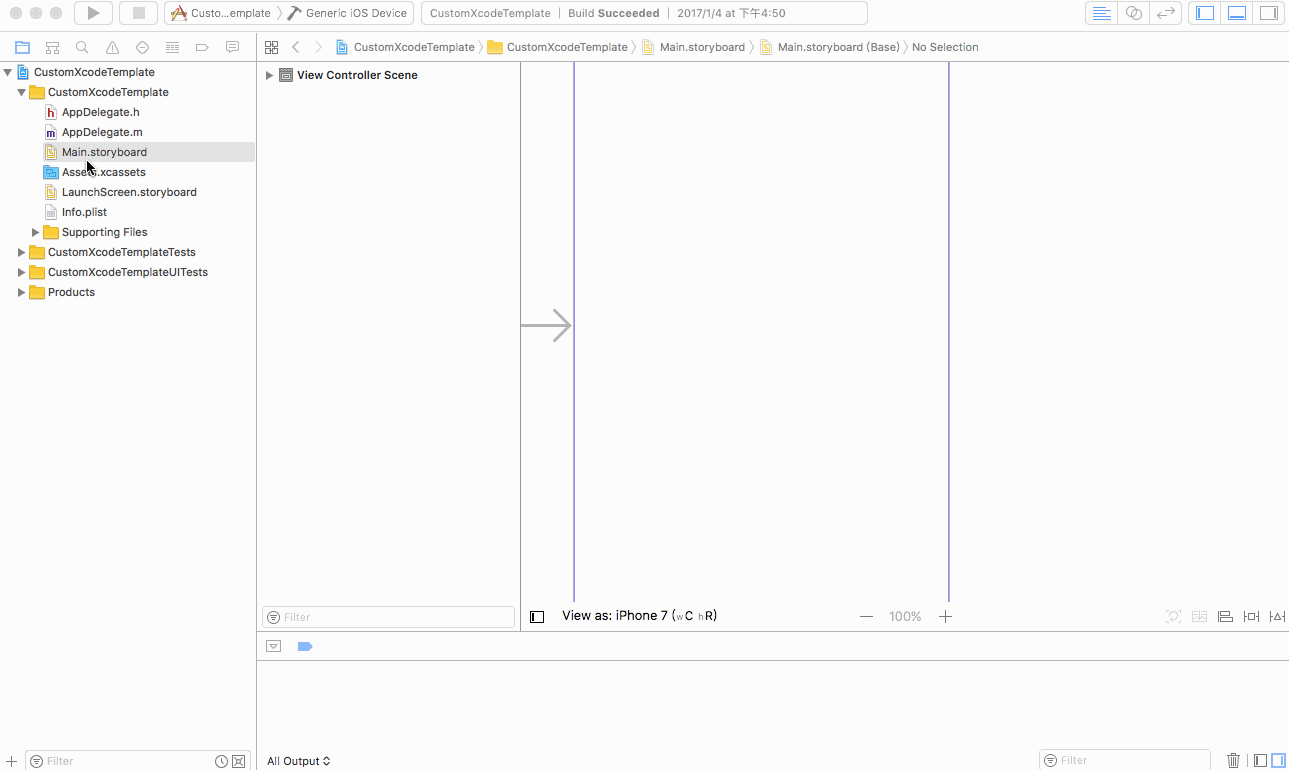 Custo...emplate 〉 Generic iOS Device
CustomXcodeTemplate | Build Succeeded | 2017/1/4 at 下午4:50
CustomXcodeTemplate 〉 CustomXcodeTemplate 〉 Main.storyboard 〉 Main.storyboard (Base) 〉 No Selection
CustomXcodeTemplate
CustomXcodeTemplate
AppDelegate.h
AppDelegate.m
Main.storyboard
Assets.xcassets
LaunchScreen.storyboard
Info.plist
Supporting Files
CustomXcodeTemplateTests
CustomXcodeTemplateUITests
Products
View Controller Scene
Filter
View as: iPhone 7 (wC hR)
100%
Filter
All Output
Filter